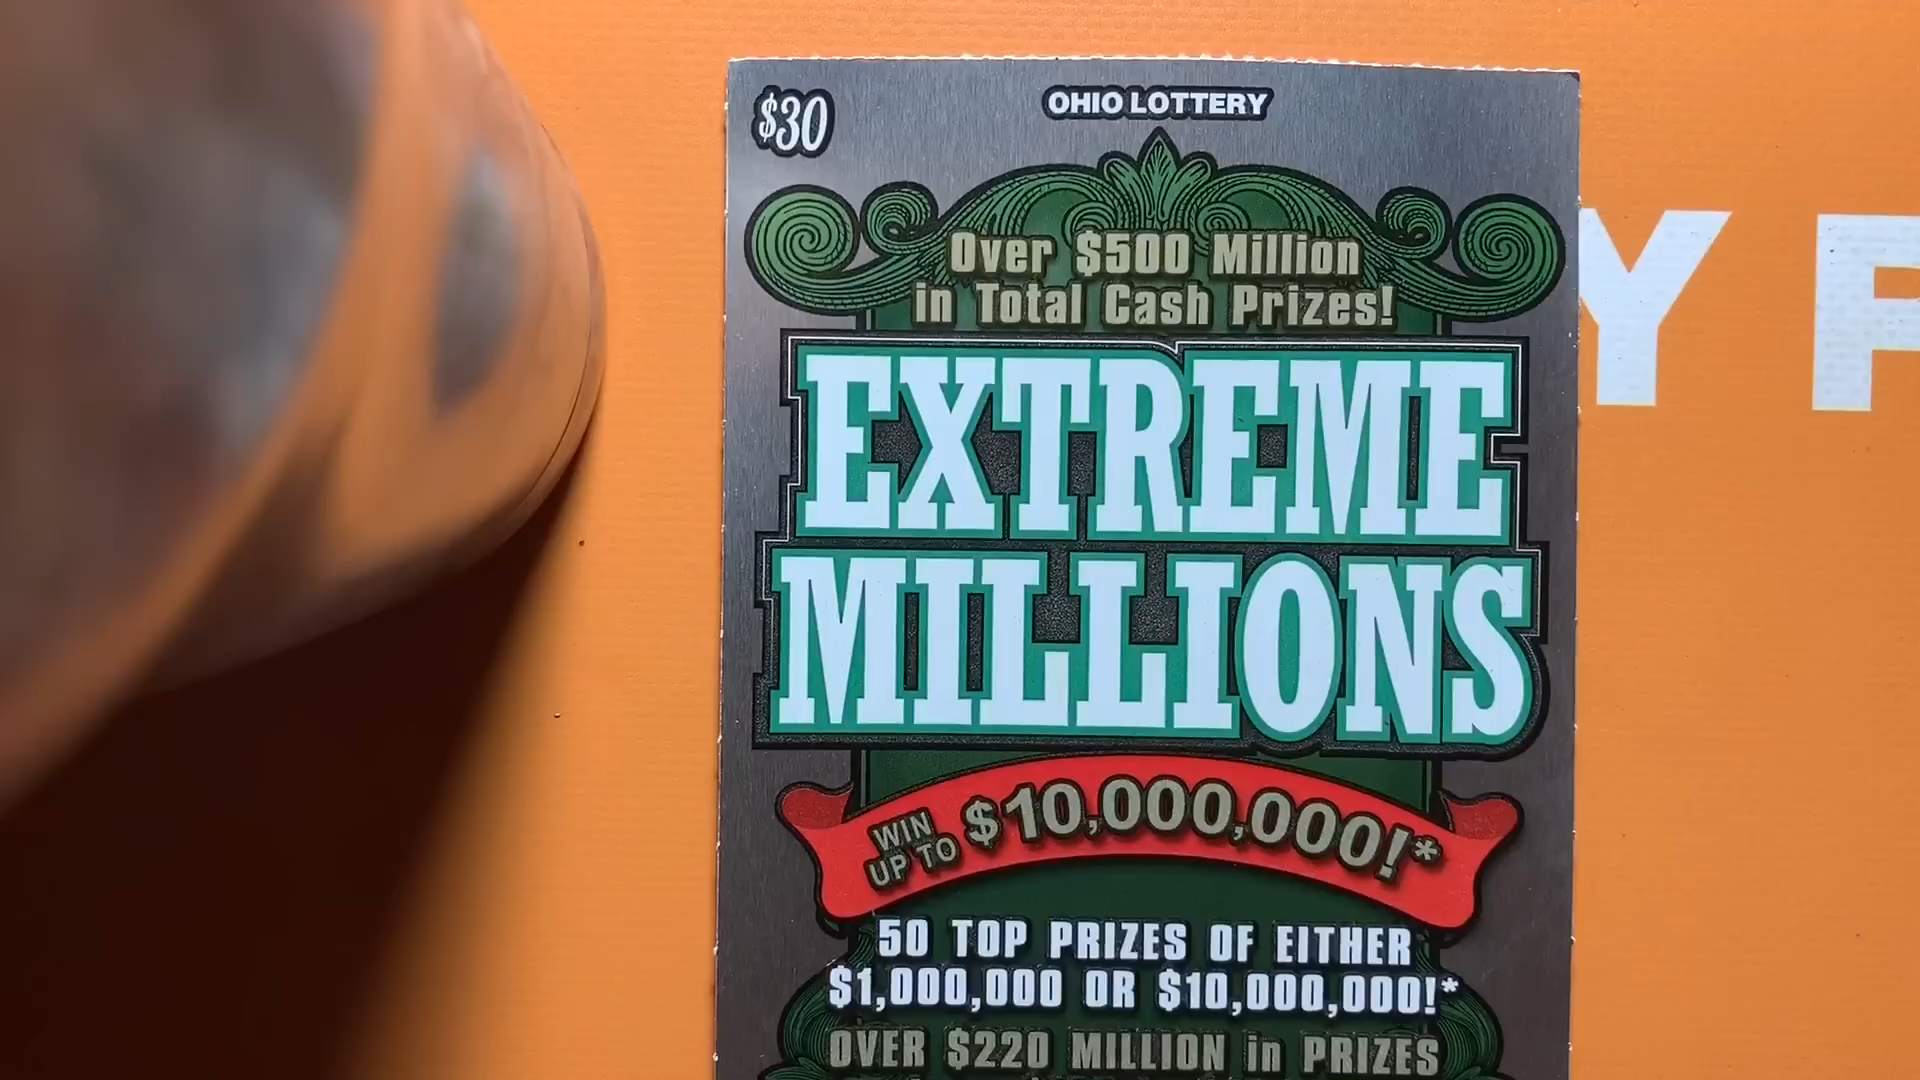 $30
OHIO LOTTERY
Over $500 Million
in Total Cash Prizes!
EXTREME
MILLIONS
WIN
UP TO
$10,000,000!*
50 TOP PRIZES OF EITHER
$1,000,000 OR $10,000,000!*
OVER $220 MILLION in PRIZES
Y